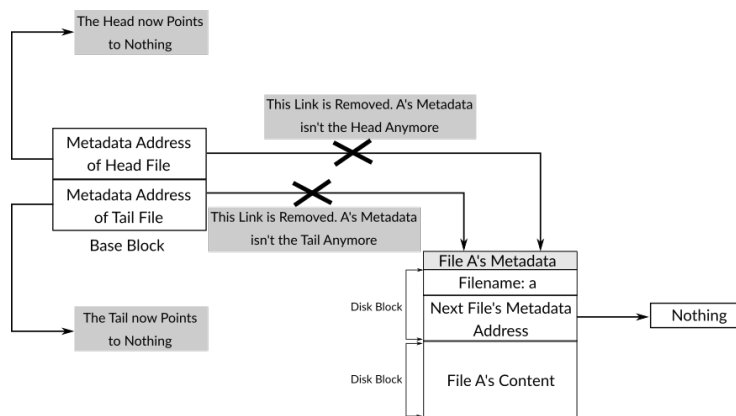 The Head now Points
to Nothing
This Link is Removed. A's Metadata
isn't the Head Anymore
Metadata Address
of Head File
Metadata Address
of Tail File
Base Block
This Link is Removed. A's Metadata
isn't the Tail Anymore
The Tail now Points
to Nothing
File A's Metadata
Filename: a
Disk Block
Next File's Metadata
Address
Nothing
Disk Block
File A's Content